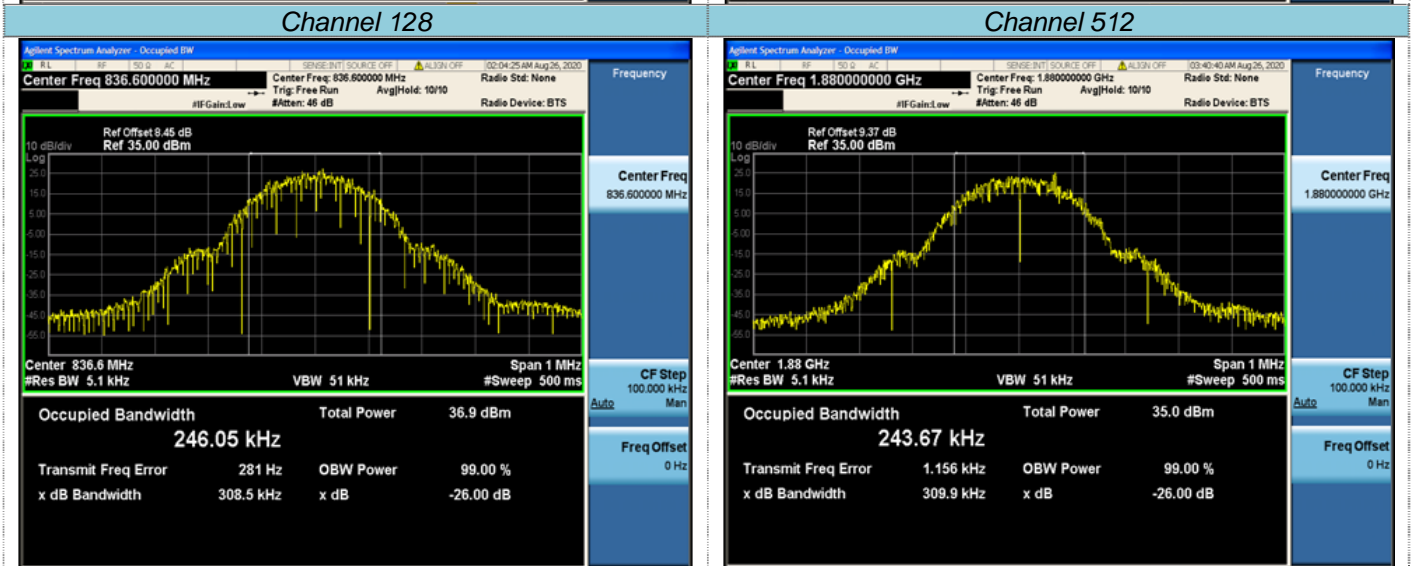 Channel 128
Agilent Spectrum Analyzer - Occupied BW
RL RF 50 Ω AC SENSE:INT SOURCE OFF ALIGN OFF 02:04:25 AM Aug 26, 2020
Center Freq 836.600000 MHz
Center Freq: 836.600000 MHz Radio Std: None
Trig: Free Run Avg|Hold: 10/10
#IFGain:Low #Atten: 46 dB Radio Device: BTS
Ref Offset 8.45 dB
10 dB/div Ref 35.00 dBm
Log
25.0
15.0
5.00
-5.00
-15.0
-25.0
-35.0
-45.0
-55.0
Center 836.6 MHz Span 1 MHz
#Res BW 5.1 kHz VBW 51 kHz #Sweep 500 ms
Occupied Bandwidth Total Power 36.9 dBm
246.05 kHz
Transmit Freq Error 281 Hz OBW Power 99.00 %
x dB Bandwidth 308.5 kHz x dB -26.00 dB
Frequency
Center Freq
836.600000 MHz
CF Step
100.000 kHz
Auto Man
Freq Offset
0 Hz
Channel 512
Agilent Spectrum Analyzer - Occupied BW
RL RF 50 Ω AC SENSE:INT SOURCE OFF ALIGN OFF 03:40:40 AM Aug 26, 2020
Center Freq 1.880000000 GHz
Center Freq: 1.880000000 GHz Radio Std: None
Trig: Free Run Avg|Hold: 10/10
#IFGain:Low #Atten: 46 dB Radio Device: BTS
Ref Offset 9.37 dB
10 dB/div Ref 35.00 dBm
Log
25.0
15.0
5.00
-5.00
-15.0
-25.0
-35.0
-45.0
-55.0
Center 1.88 GHz Span 1 MHz
#Res BW 5.1 kHz VBW 51 kHz #Sweep 500 ms
Occupied Bandwidth Total Power 35.0 dBm
243.67 kHz
Transmit Freq Error 1.156 kHz OBW Power 99.00 %
x dB Bandwidth 309.9 kHz x dB -26.00 dB
Frequency
Center Freq
1.880000000 GHz
CF Step
100.000 kHz
Auto Man
Freq Offset
0 Hz